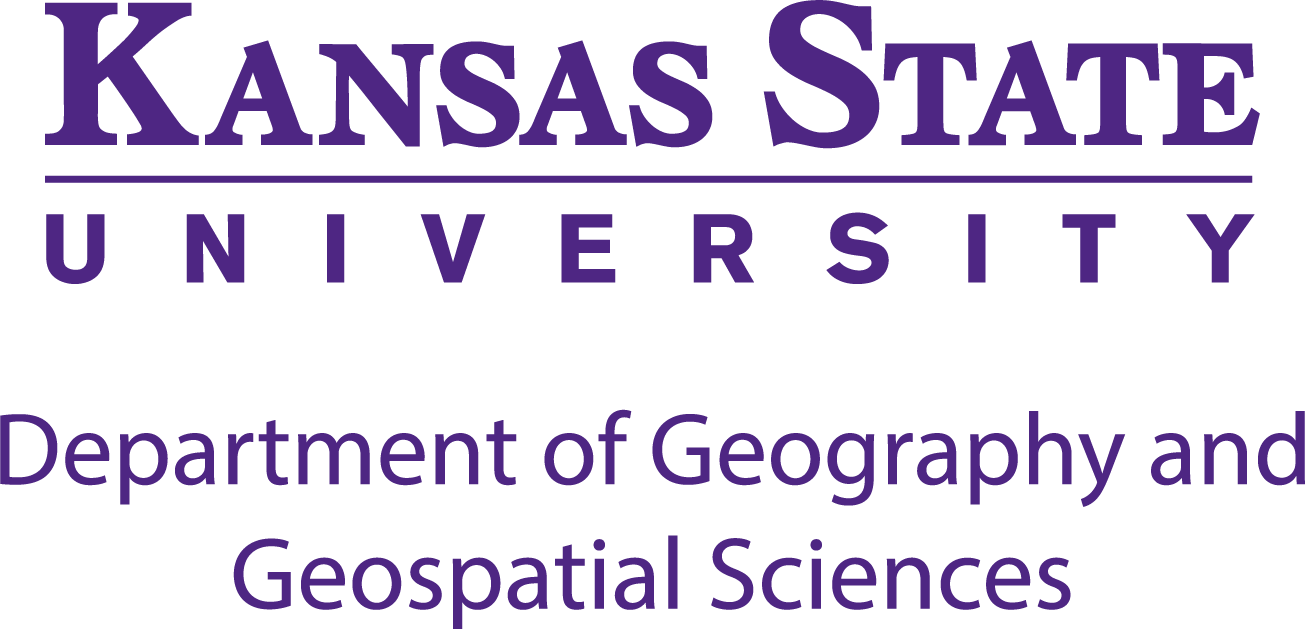 KANSAS STATE
UNIVERSITY
Department of Geography and
Geospatial Sciences